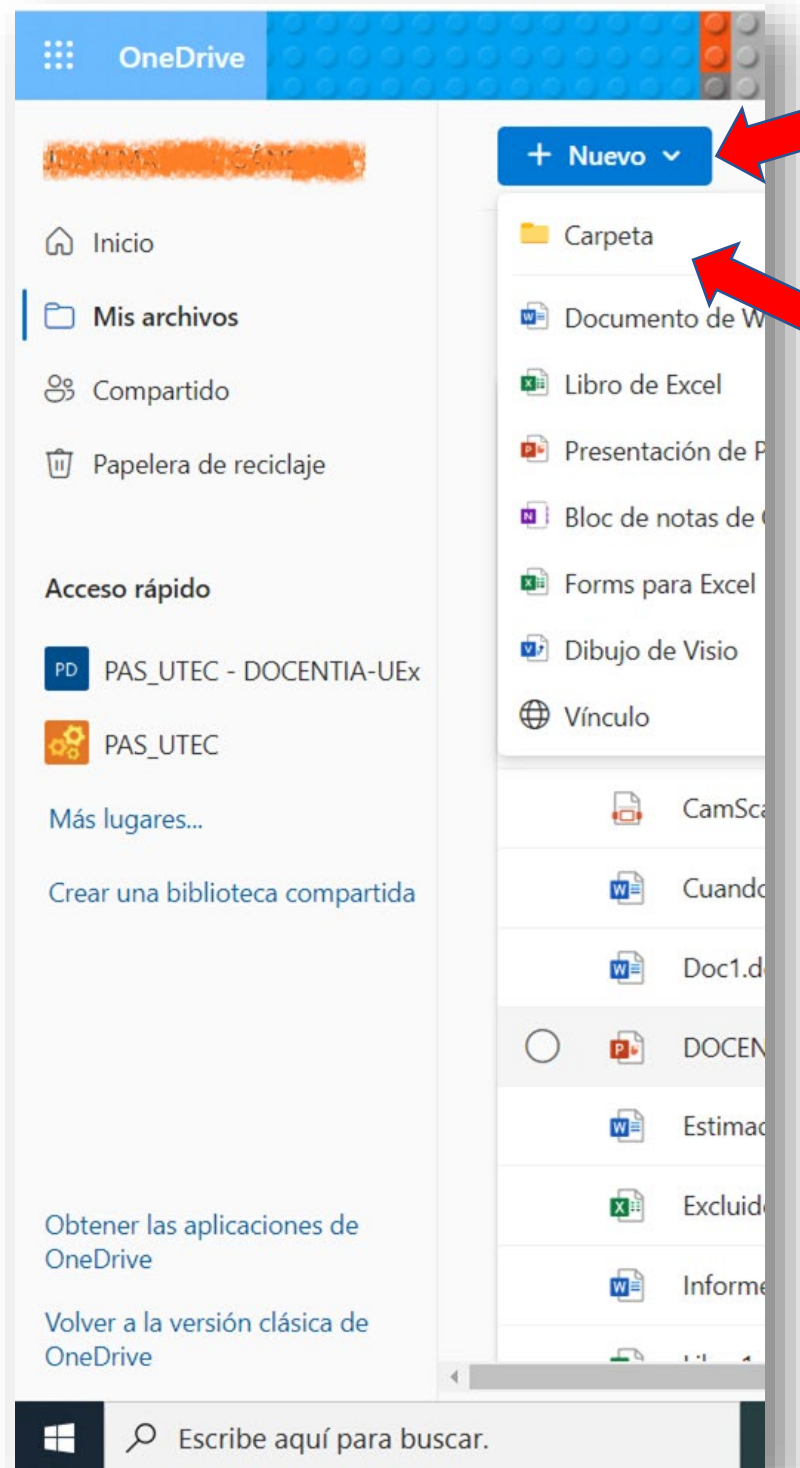 OneDrive
+ Nuevo
Inicio
Mis archivos
Compartido
Papelera de reciclaje
Acceso rápido
PD PAS_UTEC - DOCENTIA-UEx
PAS_UTEC
Más lugares...
Crear una biblioteca compartida
Obtener las aplicaciones de
OneDrive
Volver a la versión clásica de
OneDrive
Carpeta
Documento de W
Libro de Excel
Presentación de P
Bloc de notas de
Forms para Excel
Dibujo de Visio
Vínculo
CamSca
Cuando
Doc1.d
DOCEN
Estimad
Excluid
Informe
Escribe aquí para buscar.